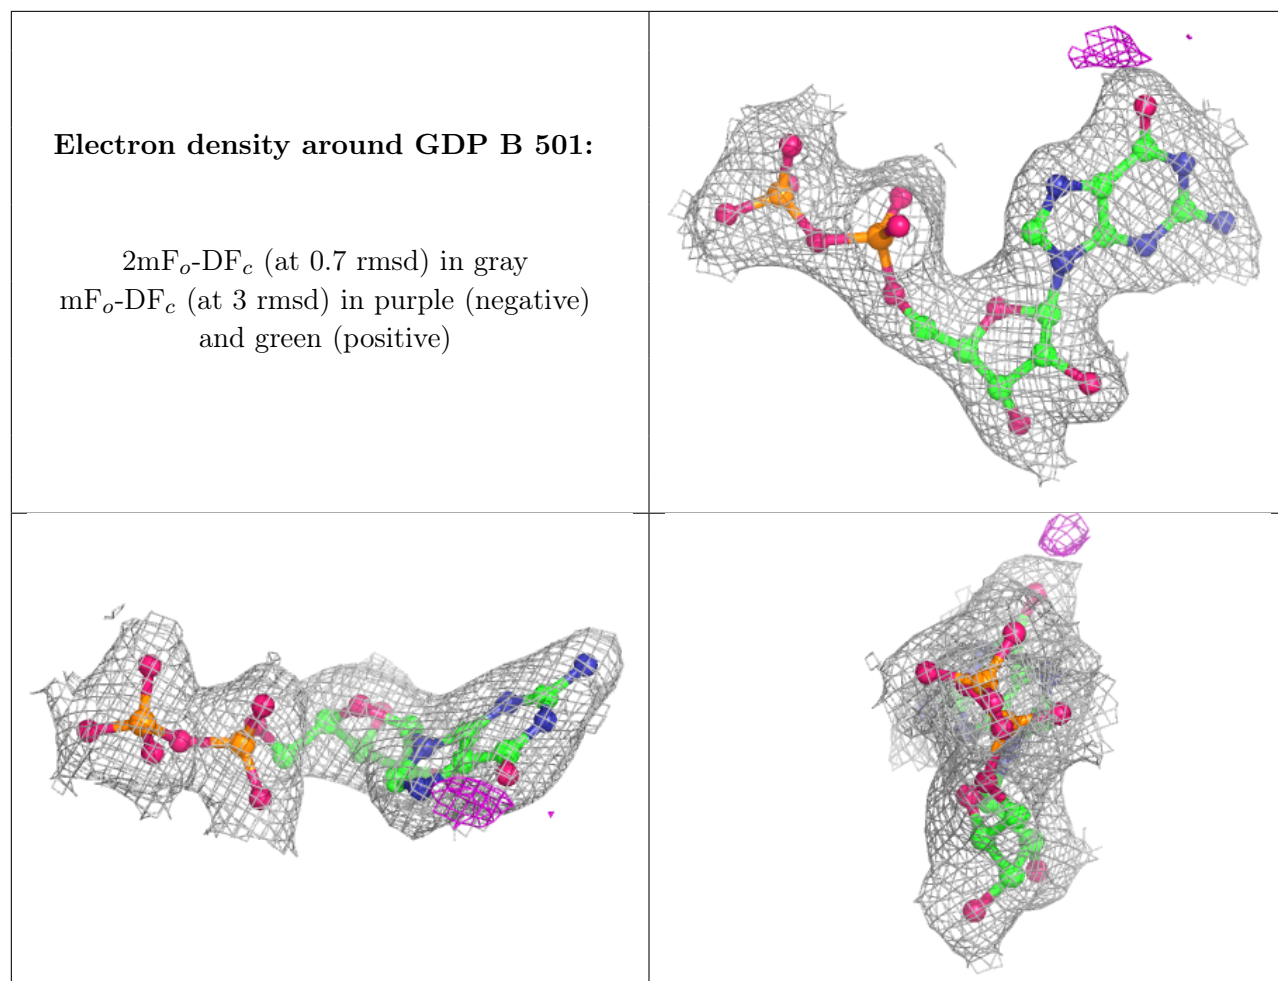 Electron density around GDP B 501:
2mFo-DFc (at 0.7 rmsd) in gray
mFo-DFc (at 3 rmsd) in purple (negative)
and green (positive)